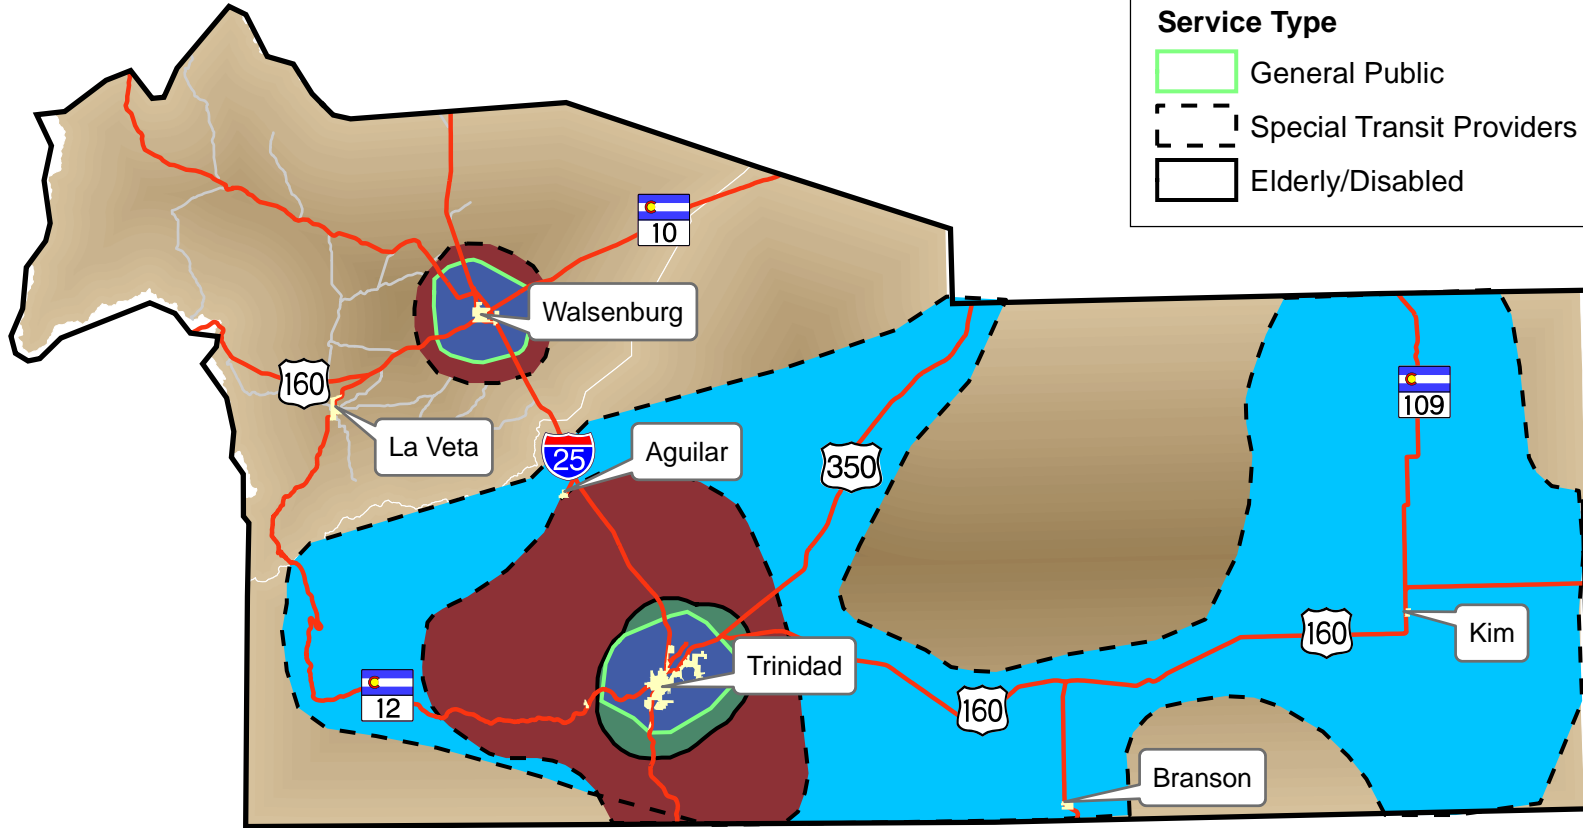 Service Type
General Public
Special Transit Providers
Elderly/Disabled
10
Walsenburg
160
109
La Veta
25
Aguilar
350
Kim
160
Trinidad
12
160
Branson